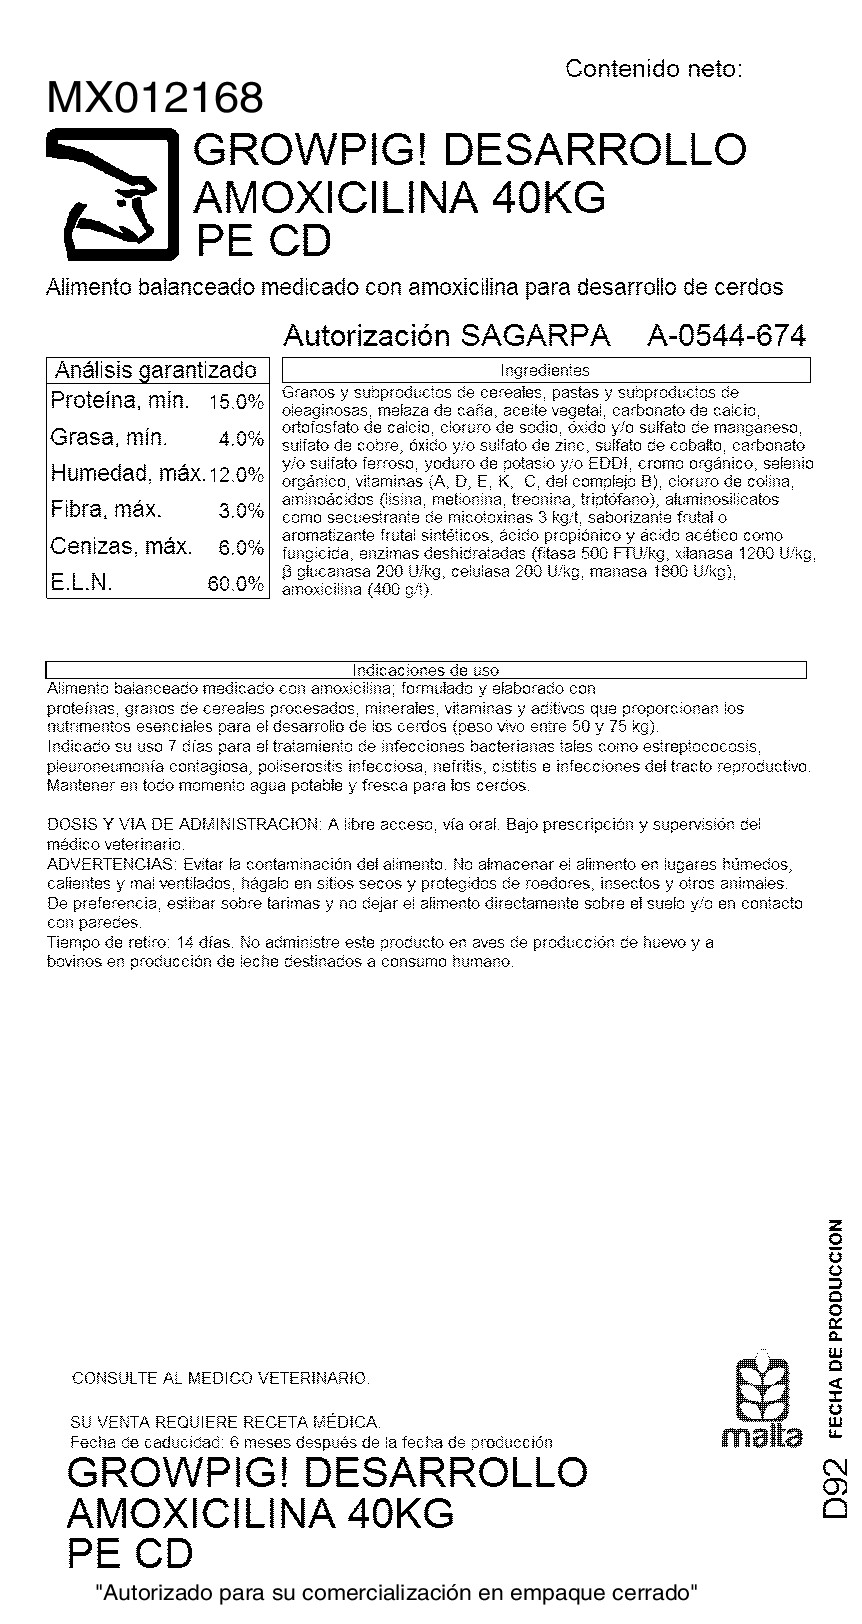 Contenido neto:
MX012168
GROWPIG! DESARROLLO
AMOXICILINA 40KG
PE CD
Alimento balanceado medicado con amoxicilina para desarrollo de cerdos
Autorización SAGARPA A-0544-674
Análisis garantizado
Proteína, mín. 15.0%
Grasa, mín. 4.0%
Humedad, máx. 12.0%
Fibra, máx. 3.0%
Cenizas, máx. 6.0%
E.L.N. 60.0%
Ingredientes
Granos y subproductos de cereales, pastas y subproductos de
oleaginosas, melaza de caña, aceite vegetal, carbonato de calcio,
ortofosfato de calcio, cloruro de sodio, óxido y/o sulfato de manganeso,
sulfato de cobre, óxido y/o sulfato de zinc, sulfato de cobalto, carbonato
y/o sulfato ferroso, yoduro de potasio y/o EDDI, cromo orgánico, selenio
orgánico, vitaminas (A, D, E, K, C, del complejo B), cloruro de colina,
aminoácidos (lisina, metionina, treonina, triptófano), aluminosilicatos
como secuestrante de micotoxinas 3 kg/t, saborizante frutal o
aromatizante frutal sintéticos, ácido propiónico y ácido acético como
fungicida, enzimas deshidratadas (fitasa 500 FTU/kg, xilanasa 1200 U/kg,
β glucanasa 200 U/kg, celulasa 200 U/kg, manasa 1800 U/kg),
amoxicilina (400 g/t).
Indicaciones de uso
Alimento balanceado medicado con amoxicilina; formulado y elaborado con
proteínas, granos de cereales procesados, minerales, vitaminas y aditivos que proporcionan los
nutrimentos esenciales para el desarrollo de los cerdos (peso vivo entre 50 y 75 kg).
Indicado su uso 7 días para el tratamiento de infecciones bacterianas tales como estreptococosis,
pleuroneumonía contagiosa, poliserositis infecciosa, nefritis, cistitis e infecciones del tracto reproductivo.
Mantener en todo momento agua potable y fresca para los cerdos.
DOSIS Y VIA DE ADMINISTRACION: A libre acceso, vía oral. Bajo prescripción y supervisión del
médico veterinario.
ADVERTENCIAS: Evitar la contaminación del alimento. No almacenar el alimento en lugares húmedos,
calientes y mal ventilados, hágalo en sitios secos y protegidos de roedores, insectos y otros animales.
De preferencia, estibar sobre tarimas y no dejar el alimento directamente sobre el suelo y/o en contacto
con paredes.
Tiempo de retiro: 14 días. No administre este producto en aves de producción de huevo y a
bovinos en producción de leche destinados a consumo humano.
FECHA DE PRODUCCION
D92
CONSULTE AL MEDICO VETERINARIO.
malta
SU VENTA REQUIERE RECETA MÉDICA.
Fecha de caducidad: 6 meses después de la fecha de producción
GROWPIG! DESARROLLO
AMOXICILINA 40KG
PE CD
"Autorizado para su comercialización en empaque cerrado"